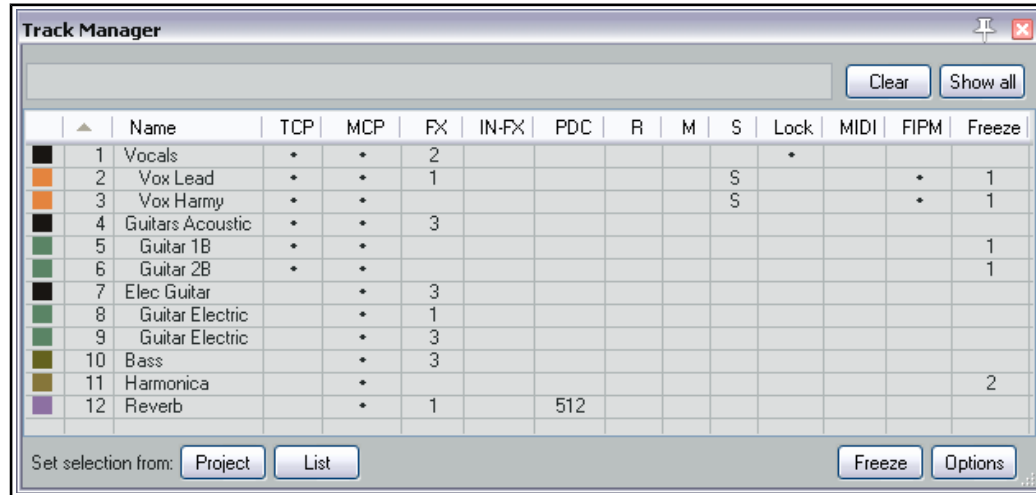 Track Manager
Clear Show all
Name TCP MCP FX IN-FX PDC R M S Lock MIDI FIPM Freeze
1 Vocals • • 2 •
2 Vox Lead • • 1 S • 1
3 Vox Harmy • • S • 1
4 Guitars Acoustic • • 3
5 Guitar 1B • • 1
6 Guitar 2B • • 1
7 Elec Guitar • 3
8 Guitar Electric • 1
9 Guitar Electric • 3
10 Bass • 3
11 Harmonica • 2
12 Reverb • 1 512
Set selection from: Project List Freeze Options